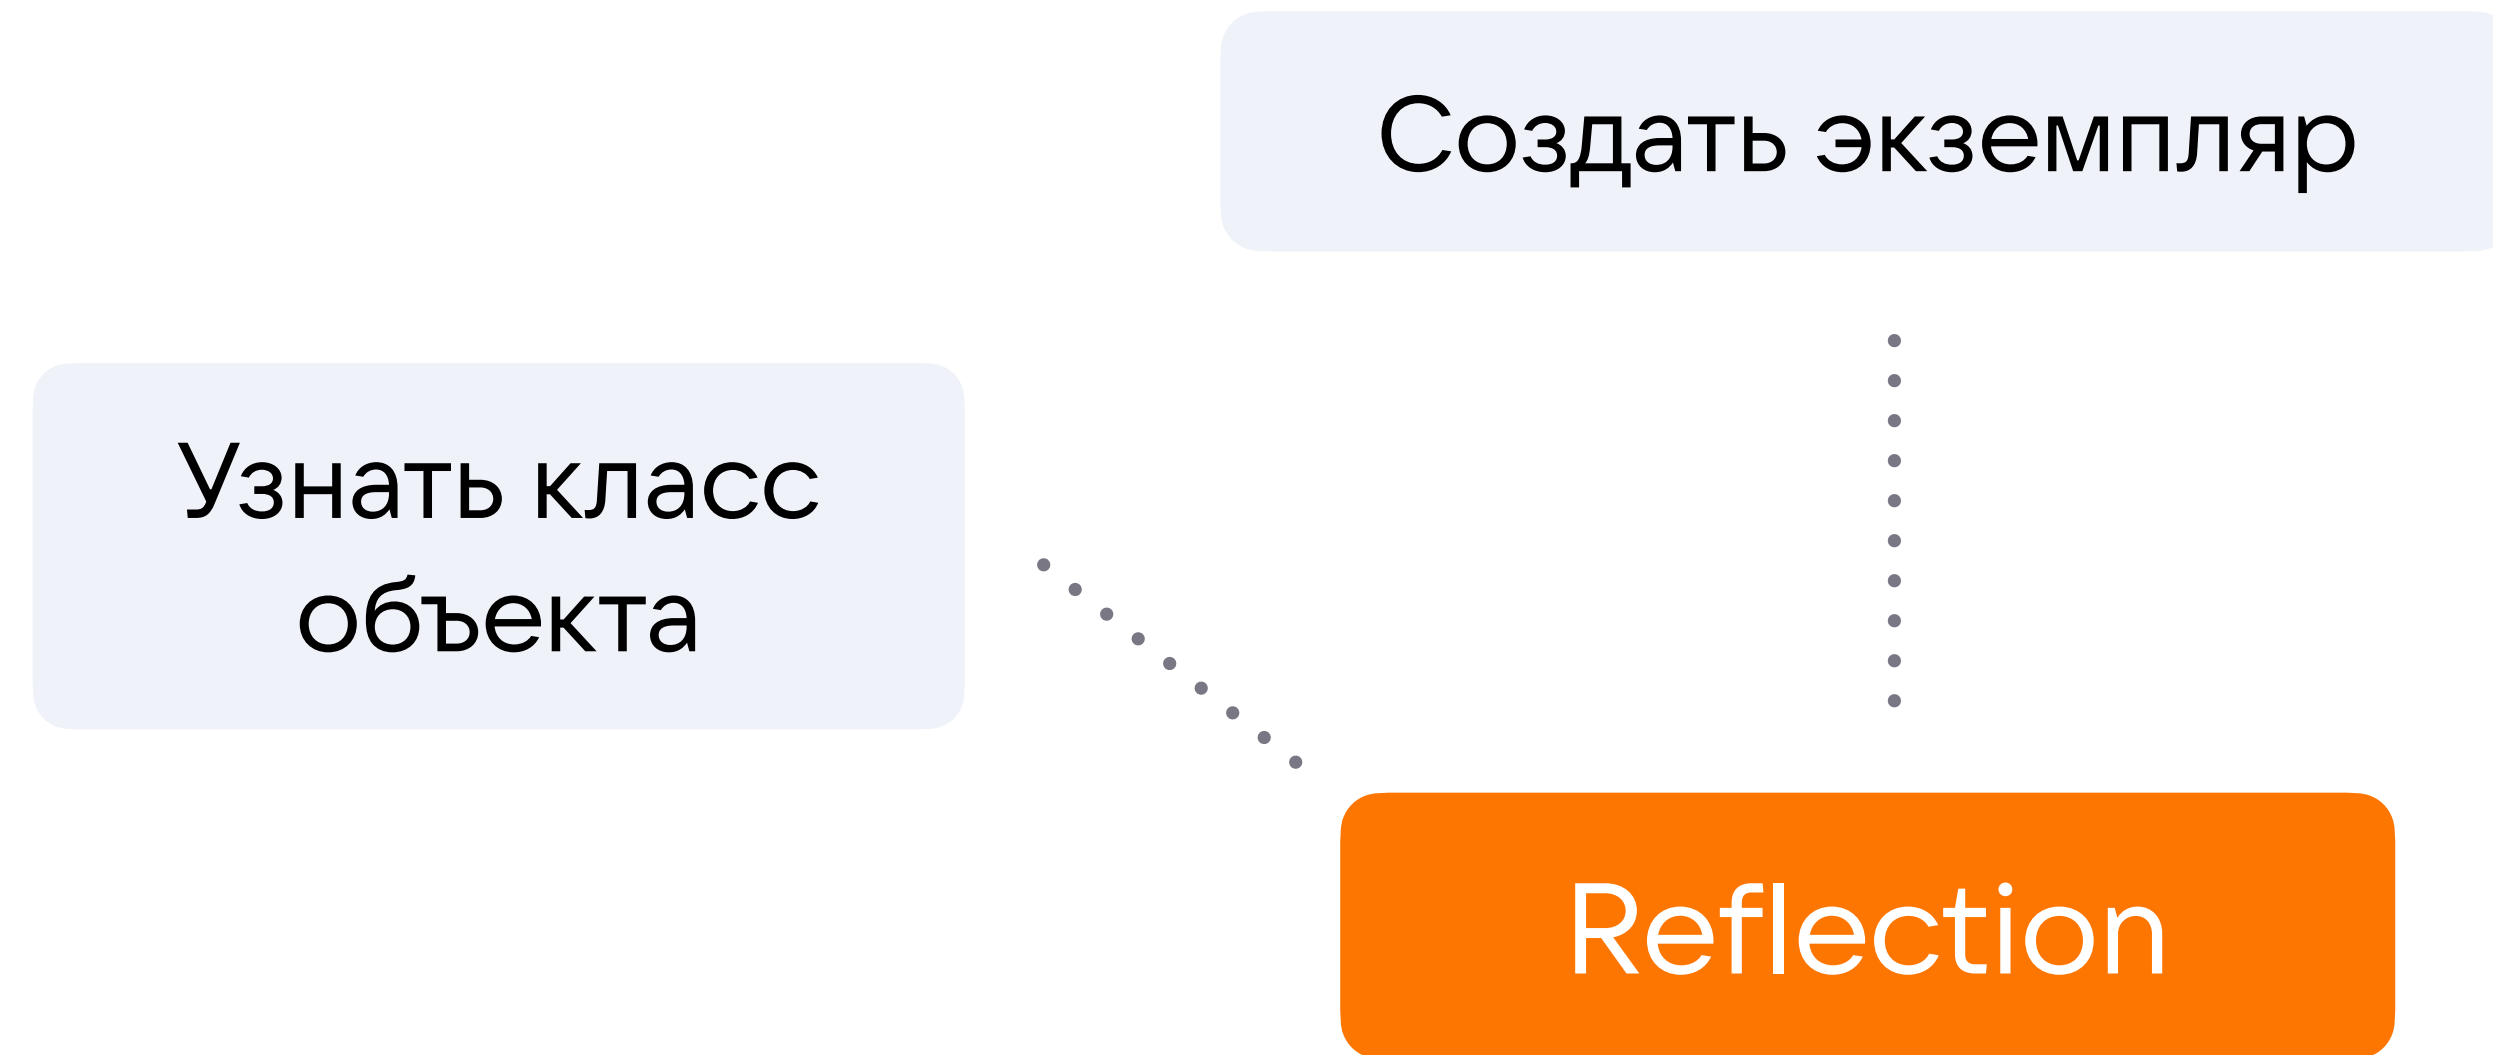 Создать экземпляр
Узнать класс
объекта
Reflection